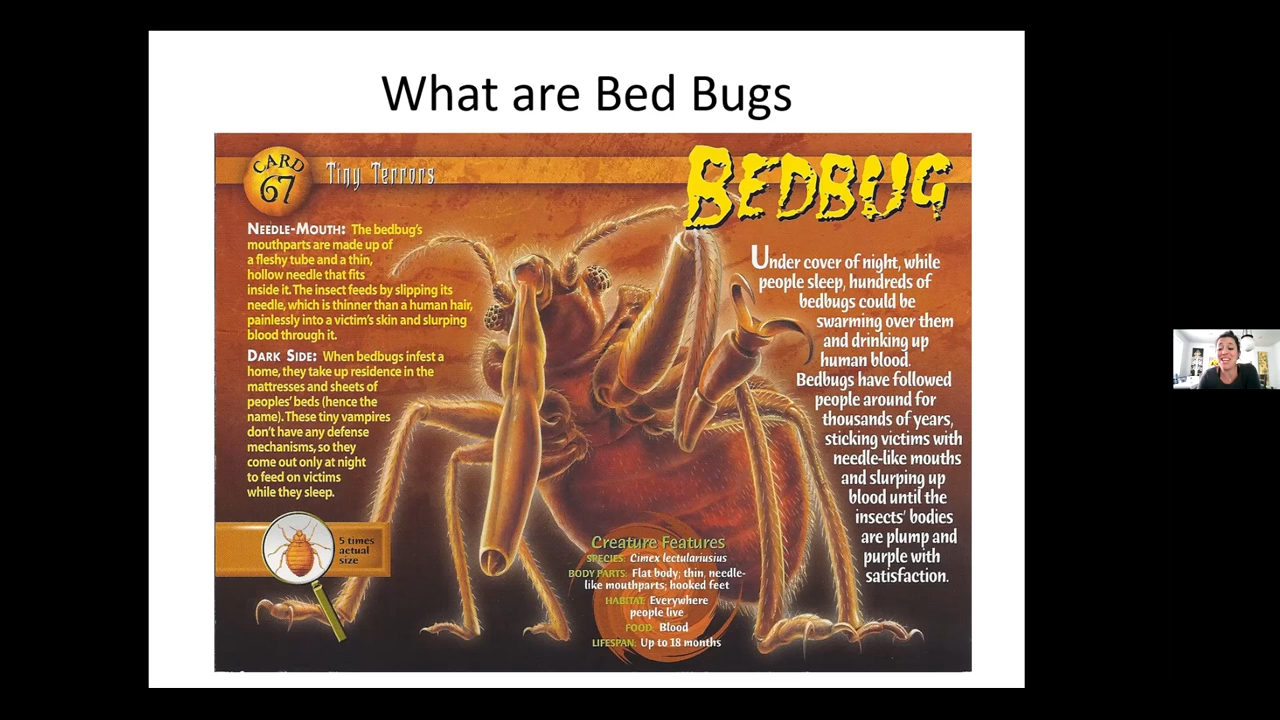 What are Bed Bugs
CARD
67
Tiny Terrors
BEDBUG
NEEDLE-MOUTH: The bedbug's
mouthparts are made up of
a fleshy tube and a thin,
hollow needle that fits
inside it. The insect feeds by slipping its
needle, which is thinner than a human hair,
painlessly into a victim's skin and slurping
blood through it.
DARK SIDE: When bedbugs infest a
home, they take up residence in the
mattresses and sheets of
peoples' beds (hence the
name). These tiny vampires
don't have any defense
mechanisms, so they
come out only at night
to feed on victims
while they sleep.
5 times
actual
size
Under cover of night, while
people sleep, hundreds of
bedbugs could be
swarming over them
and drinking up
human blood.
Bedbugs have followed
people around for
thousands of years,
sticking victims with
needle-like mouths
and slurping up
blood until the
insects' bodies
are plump and
purple with
satisfaction.
Creature Features
SPECIES: Cimex lectulariusius
BODY PARTS: Flat body; thin, needle-
like mouthparts; hooked feet
HABITAT: Everywhere
people live
FOOD: Blood
LIFESPAN: Up to 18 months